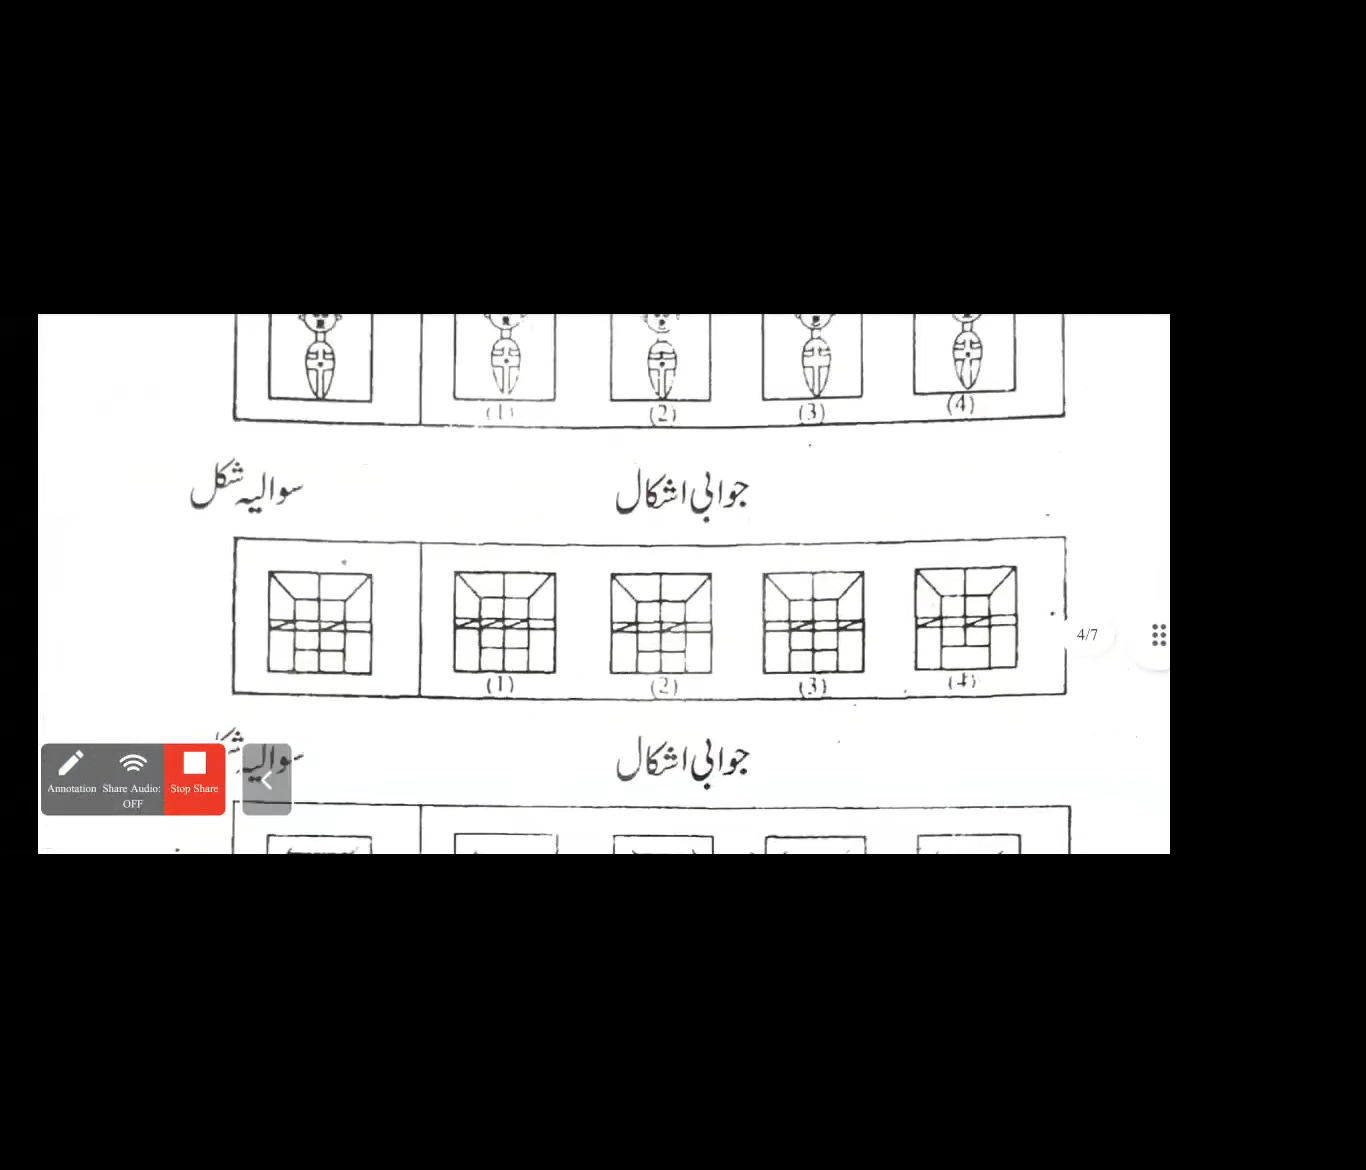 (1) (2) (3) (4)
سوالیہ شکل جوابی اشکال
4/7
(1) (2) (3) (4)
سوالیہ جوابی اشکال
Annotation Share Audio: OFF Stop Share